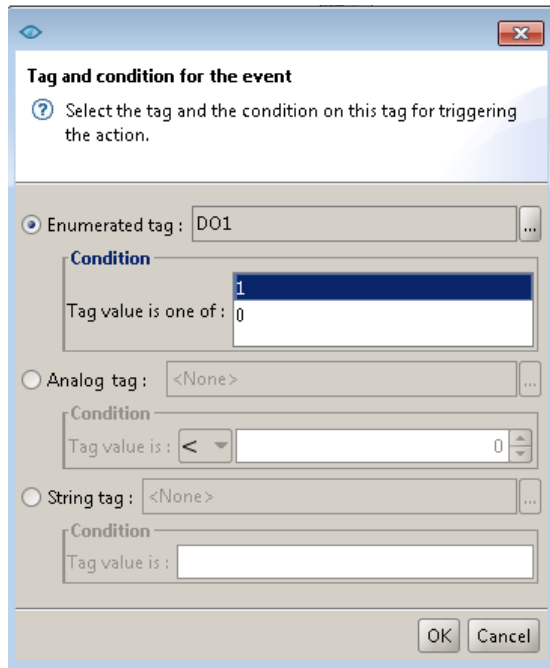 Tag and condition for the event
Select the tag and the condition on this tag for triggering
the action.
Enumerated tag : DO1 ...
Condition
Tag value is one of :
1
0
Analog tag : <None> ...
Condition
Tag value is : < 0
String tag : <None> ...
Condition
Tag value is :
OK Cancel